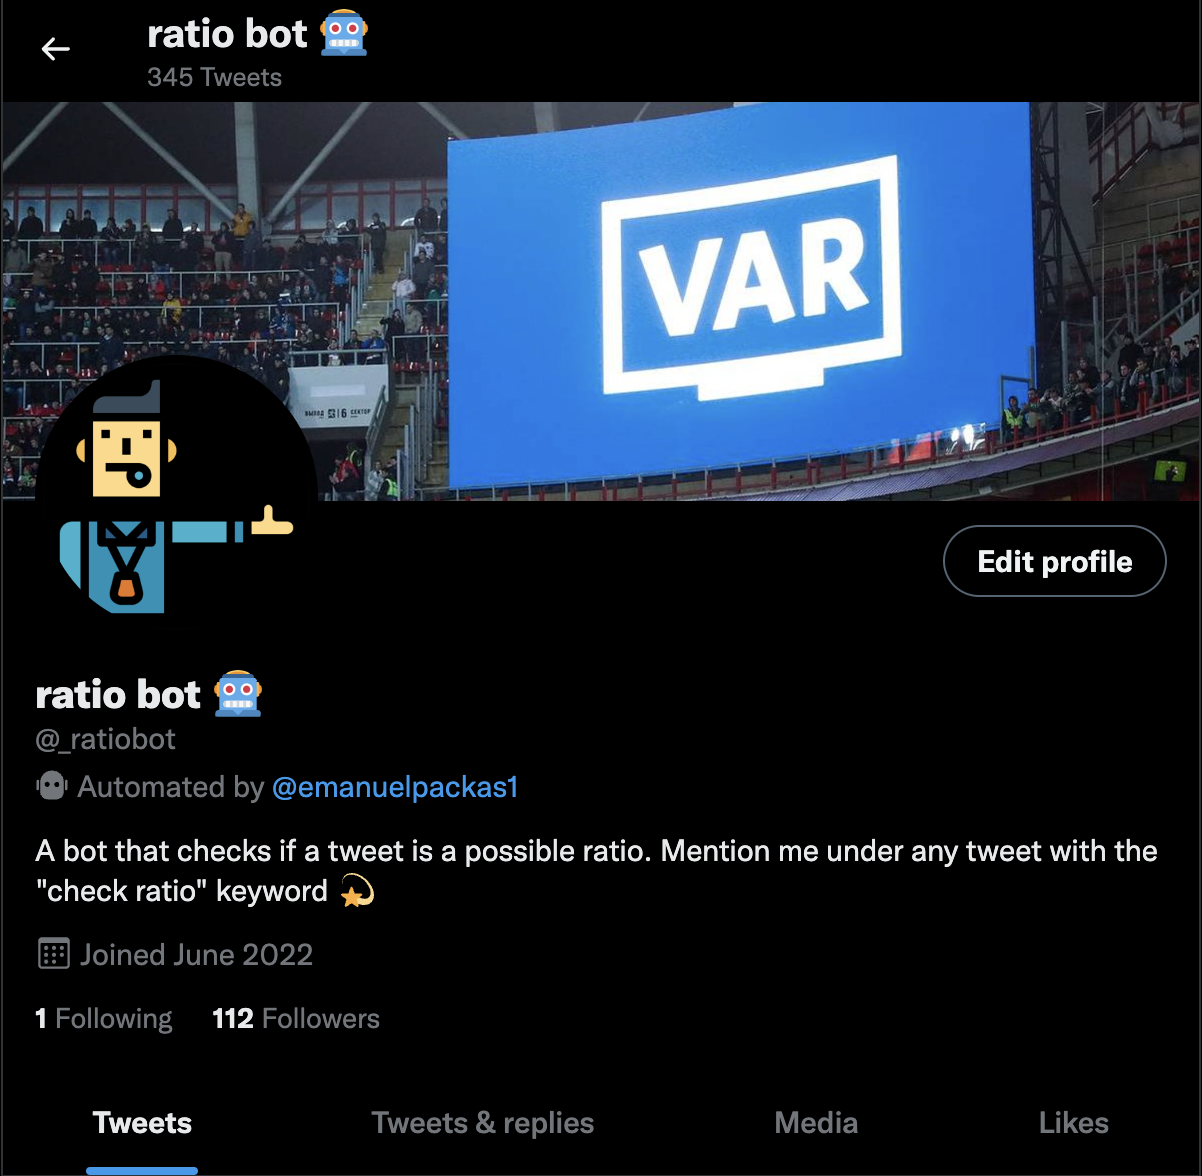 ratio bot 🤖
345 Tweets
VAR
ВЫХОД 16 СЕКТОР
Edit profile
ratio bot 🤖
@_ratiobot
Automated by @emanuelpackas1
A bot that checks if a tweet is a possible ratio. Mention me under any tweet with the
"check ratio" keyword 💫
Joined June 2022
1 Following 112 Followers
Tweets Tweets & replies Media Likes